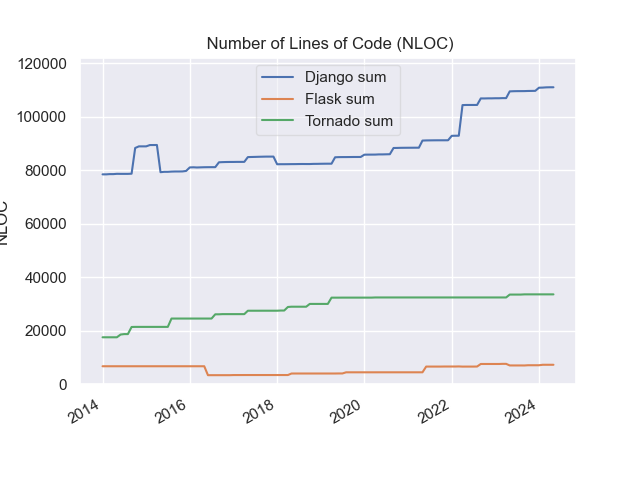 Number of Lines of Code (NLOC)
Django sum
Flask sum
Tornado sum
NLOC
120000
100000
80000
60000
40000
20000
0
2014
2016
2018
2020
2022
2024